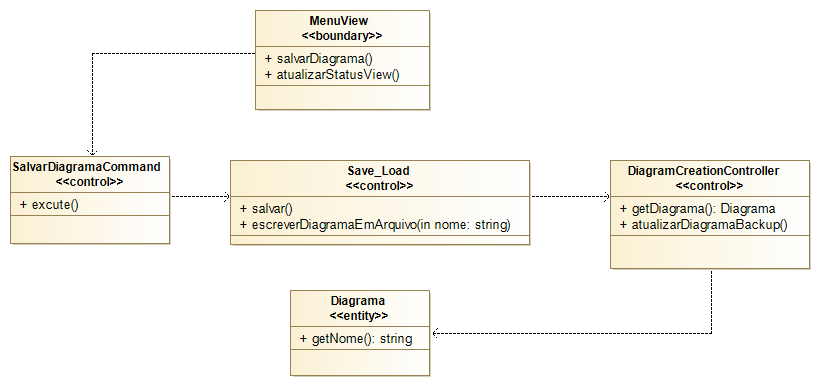 MenuView
<<boundary>>
+ salvarDiagrama()
+ atualizarStatusView()
SalvarDiagramaCommand
<<control>>
+ excute()
Save_Load
<<control>>
+ salvar()
+ escreverDiagramaEmArquivo(in nome: string)
DiagramCreationController
<<control>>
+ getDiagrama(): Diagrama
+ atualizarDiagramaBackup()
Diagrama
<<entity>>
+ getNome(): string